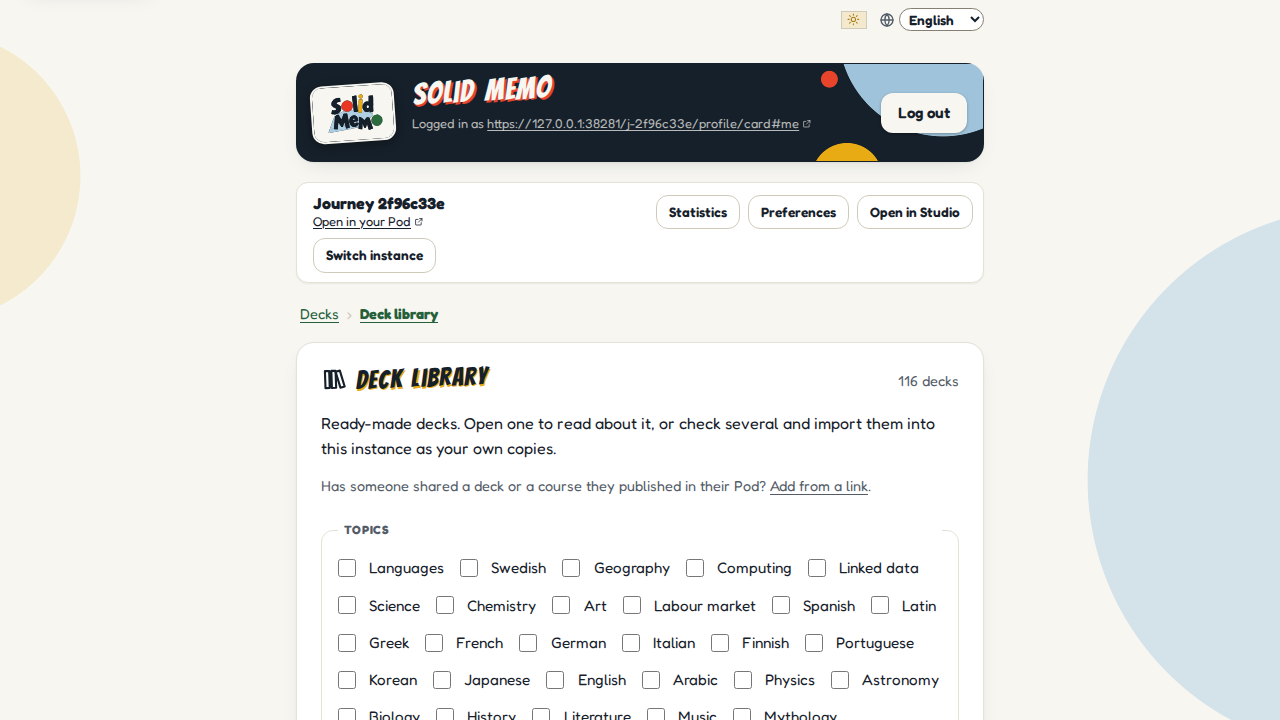 English
Solid Memo
SOLID MEMO
Logged in as https://127.0.0.1:38281/j-2f96c33e/profile/card#me
Log out
Journey 2f96c33e
Open in your Pod
Statistics
Preferences
Open in Studio
Switch instance
Decks › Deck library
DECK LIBRARY
116 decks
Ready-made decks. Open one to read about it, or check several and import them into
this instance as your own copies.
Has someone shared a deck or a course they published in their Pod? Add from a link.
TOPICS
Languages Swedish Geography Computing Linked data
Science Chemistry Art Labour market Spanish Latin
Greek French German Italian Finnish Portuguese
Korean Japanese English Arabic Physics Astronomy
Biology History Literature Music Mythology